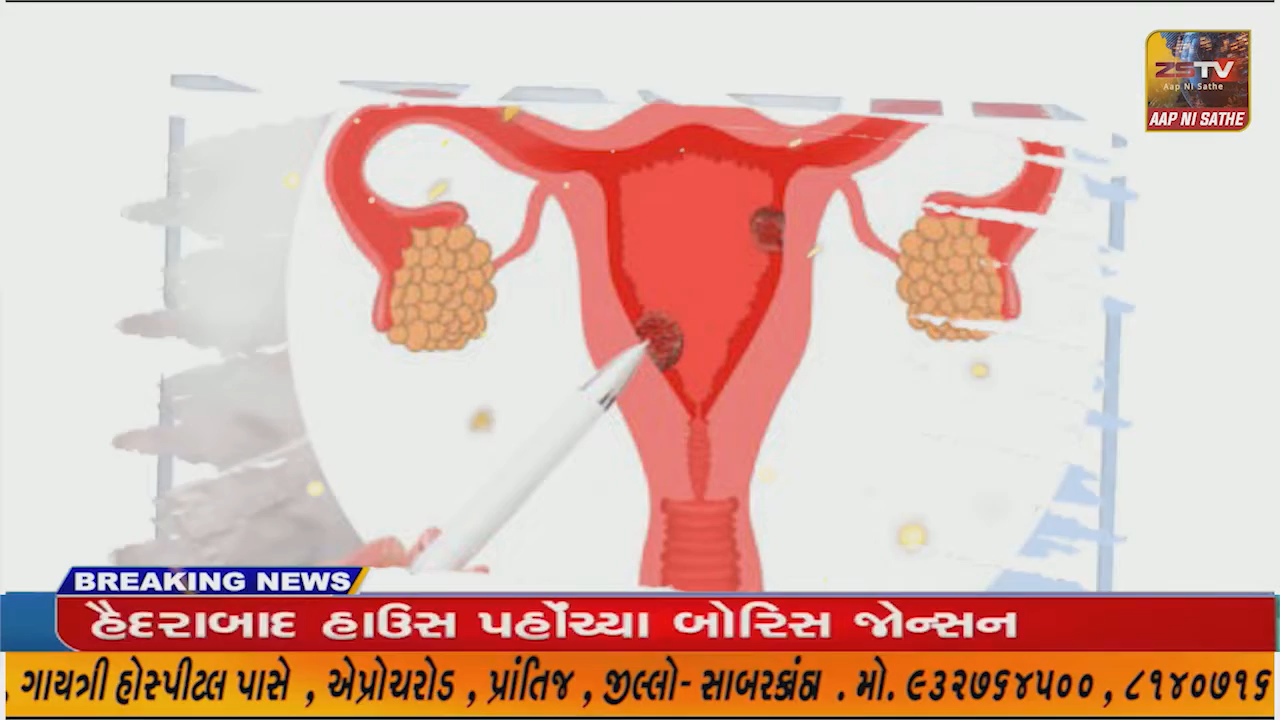 ZSTV
Aap Ni Sathe
AAP NI SATHE
BREAKING NEWS
હૈદરાબાદ હાઉસ પહોંચ્યા બોરિસ જોન્સન
, ગાયત્રી હોસ્પીટલ પાસે , એપ્રોચરોડ , પ્રાંતિજ , જીલ્લો- સાબરકાંઠા . મો. ૯૩૨૭૬૪૫૦૦ , ૮૧૪૦૭૧૬